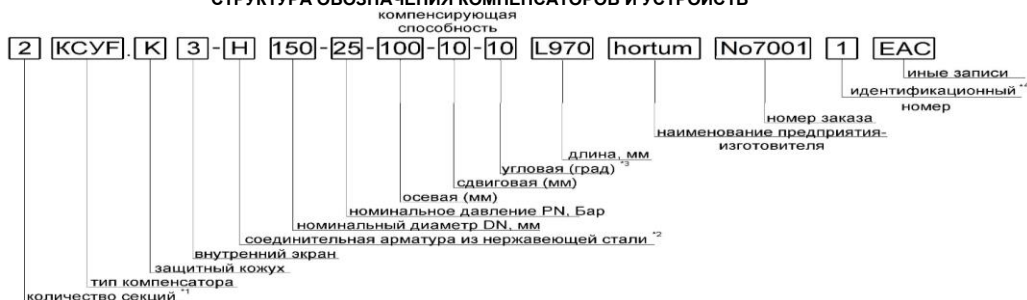 СТРУКТУРА ОБОЗНАЧЕНИЯ КОМПЕНСАТОРОВ И УСТРОЙСТВ
компенсирующая
способность
2 КСУF.К 3-Н 150-25-100-10-10 L970 hortum No7001 1 EAC
иные записи
идентификационный *4
номер
номер заказа
наименование предприятия-
изготовителя
длина, мм
угловая (град) *3
сдвиговая (мм)
осевая (мм)
номинальное давление PN, Бар
номинальный диаметр DN, мм
соединительная арматура из нержавеющей стали *2
внутренний экран
защитный кожух
тип компенсатора
количество секций *1